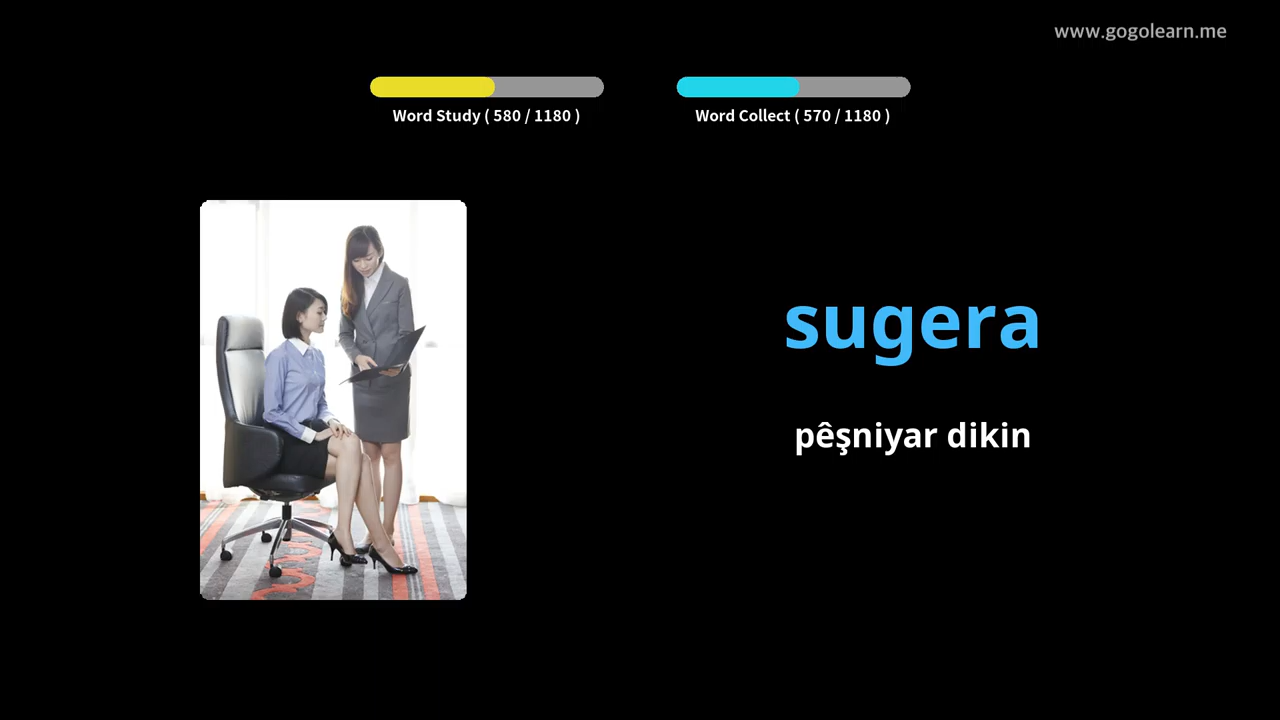 www.gogolearn.me
Word Study ( 580 / 1180 )
Word Collect ( 570 / 1180 )
sugera
pêşniyar dikin